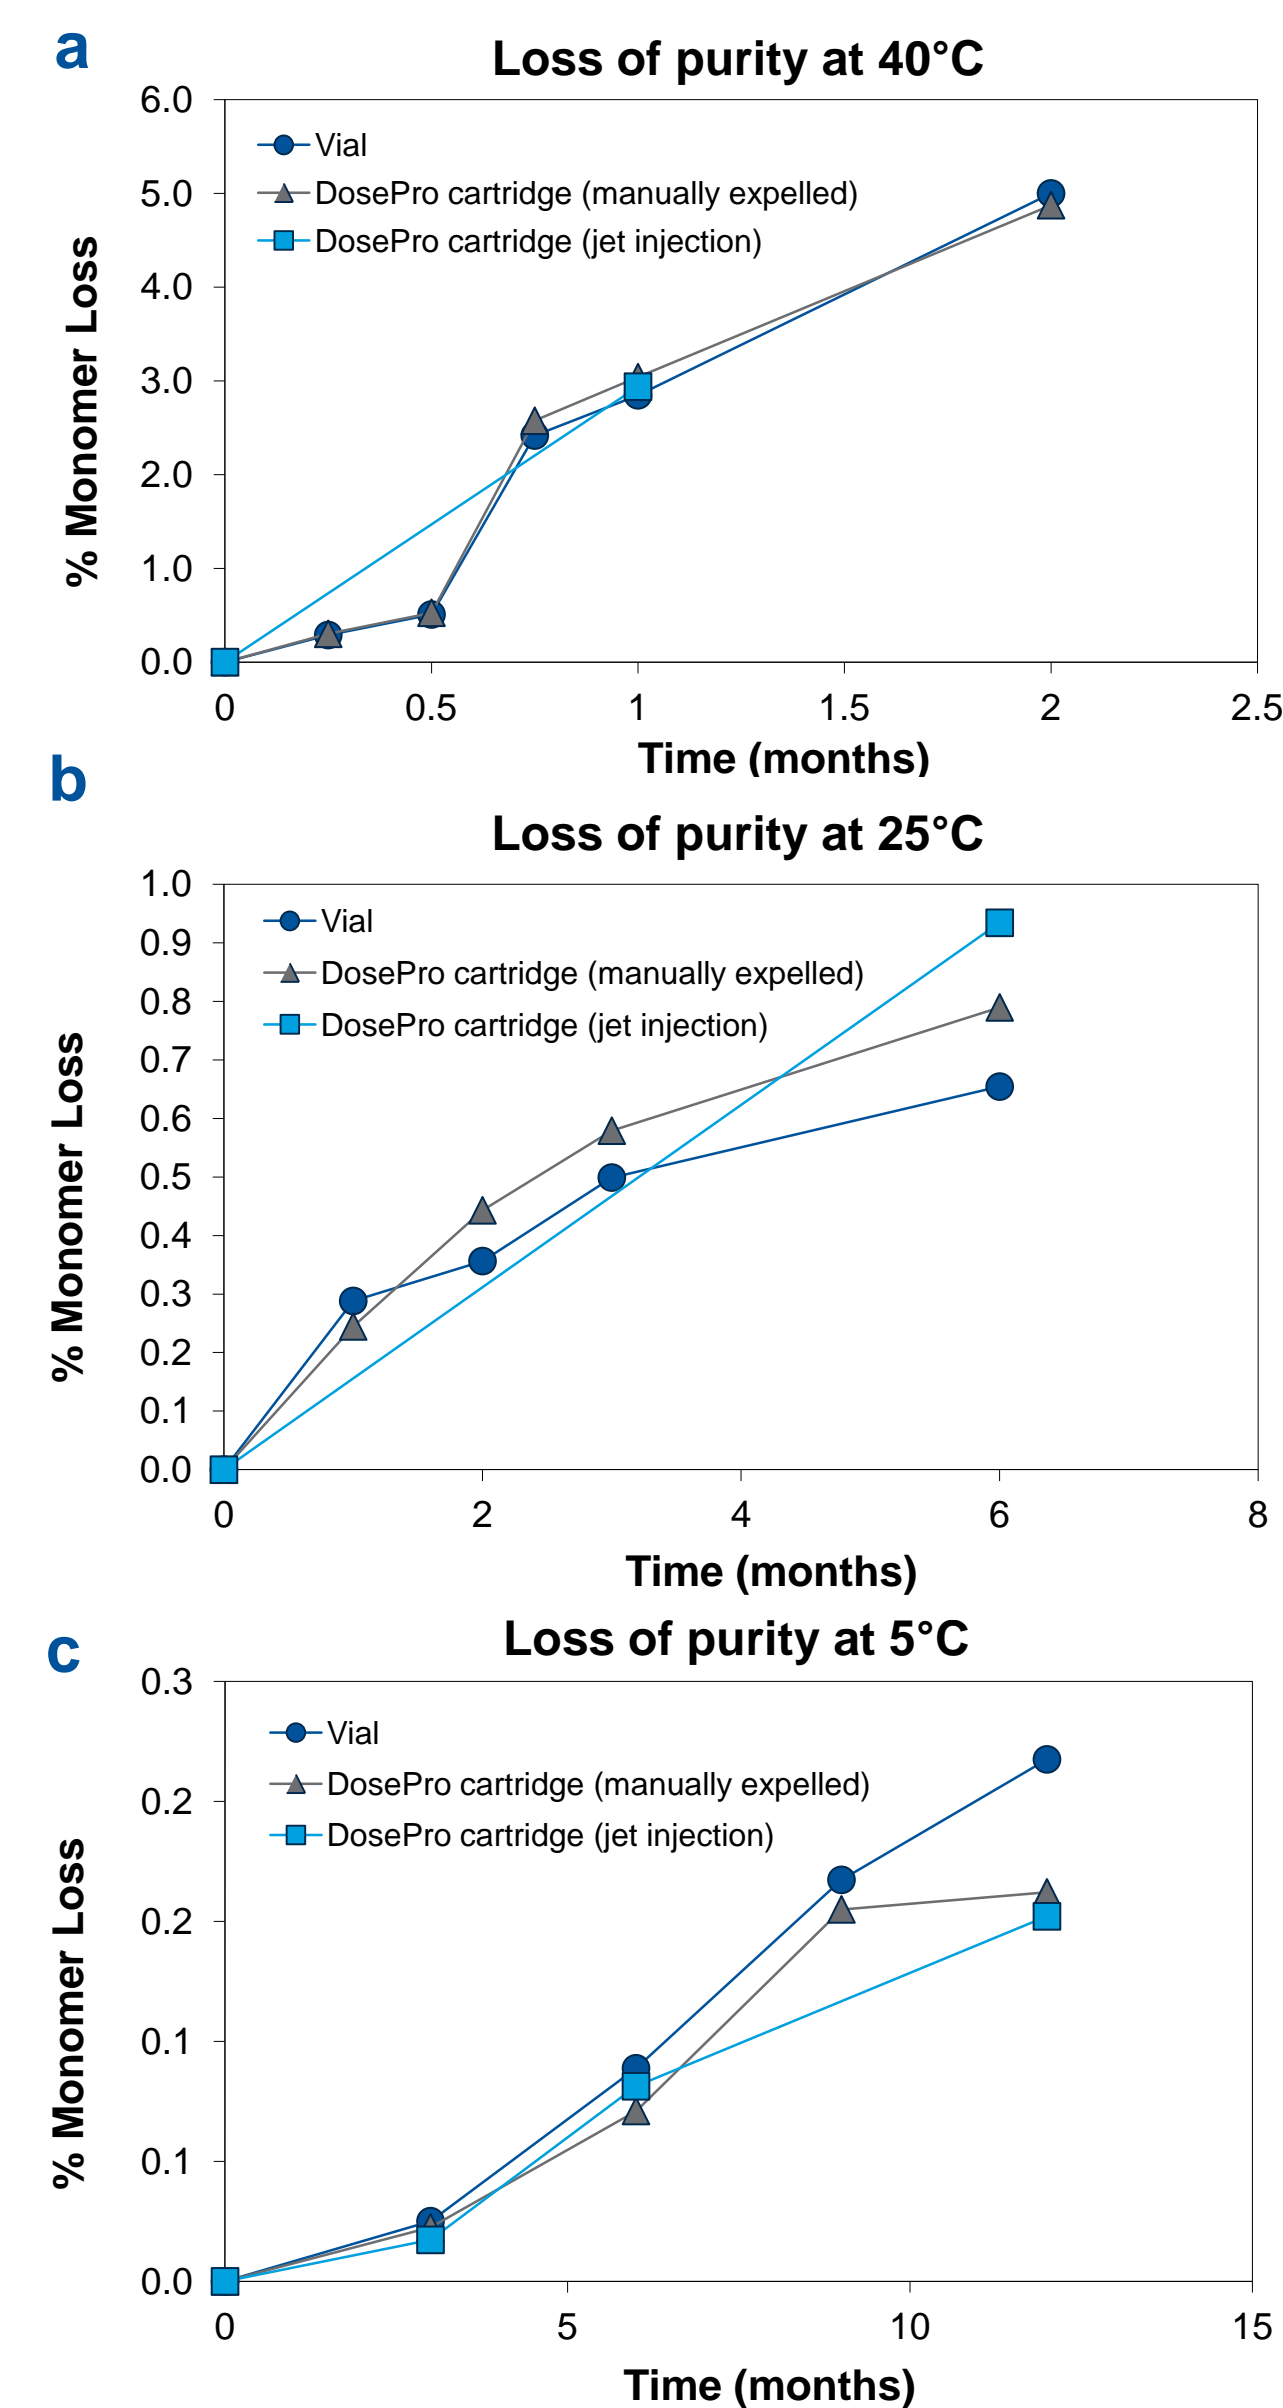 a
Loss of purity at 40°C
6.0
5.0
4.0
3.0
2.0
1.0
0.0
% Monomer Loss
Vial
DosePro cartridge (manually expelled)
DosePro cartridge (jet injection)
0 0.5 1 1.5 2 2.5
Time (months)
b
Loss of purity at 25°C
1.0
0.9
0.8
0.7
0.6
0.5
0.4
0.3
0.2
0.1
0.0
% Monomer Loss
Vial
DosePro cartridge (manually expelled)
DosePro cartridge (jet injection)
0 2 4 6 8
Time (months)
c
Loss of purity at 5°C
0.3
0.2
0.2
0.1
0.1
0.0
% Monomer Loss
Vial
DosePro cartridge (manually expelled)
DosePro cartridge (jet injection)
0 5 10 15
Time (months)